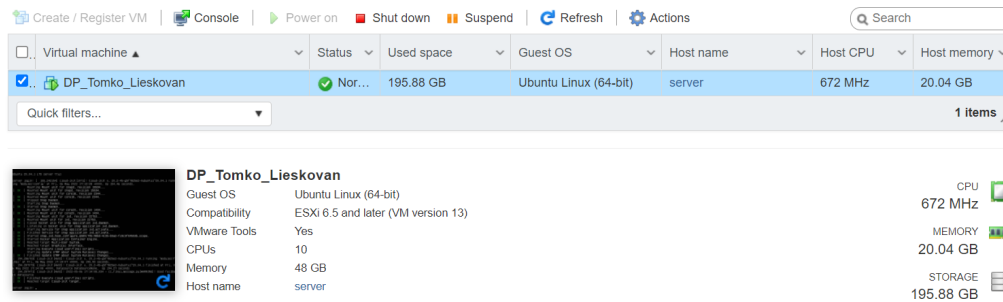 Create / Register VM Console Power on Shut down Suspend Refresh Actions Search
Virtual machine Status Used space Guest OS Host name Host CPU Host memory
DP_Tomko_Lieskovan Nor... 195.88 GB Ubuntu Linux (64-bit) server 672 MHz 20.04 GB
Quick filters... 1 items
DP_Tomko_Lieskovan
Guest OS Ubuntu Linux (64-bit)
Compatibility ESXi 6.5 and later (VM version 13)
VMware Tools Yes
CPUs 10
Memory 48 GB
Host name server
CPU
672 MHz
MEMORY
20.04 GB
STORAGE
195.88 GB